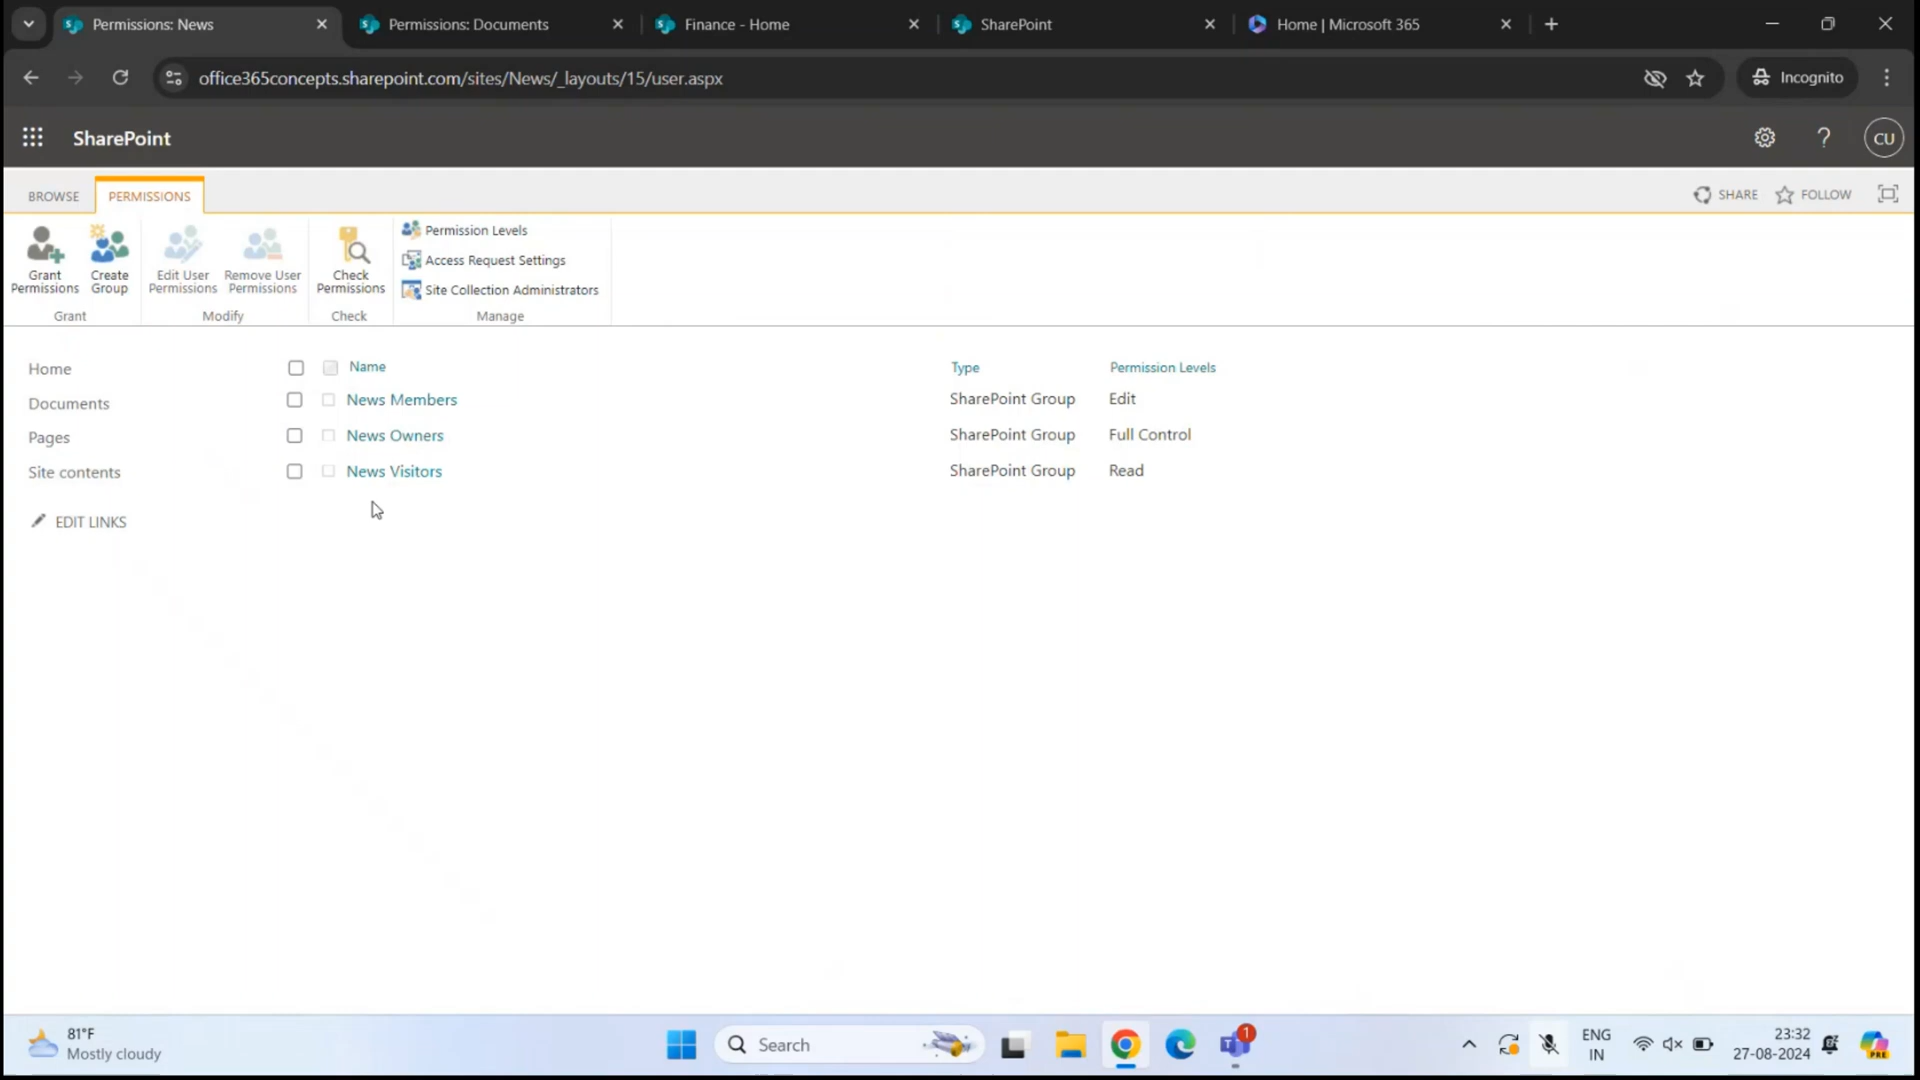 Permissions: News
Permissions: Documents
Finance - Home
SharePoint
Home | Microsoft 365
office365concepts.sharepoint.com/sites/News/_layouts/15/user.aspx
Incognito
SharePoint
CU
BROWSE
PERMISSIONS
SHARE
FOLLOW
Grant
Permissions
Create
Group
Edit User
Permissions
Remove User
Permissions
Check
Permissions
Permission Levels
Access Request Settings
Site Collection Administrators
Grant
Modify
Check
Manage
Home
Documents
Pages
Site contents
EDIT LINKS
Name
Type
Permission Levels
News Members
SharePoint Group
Edit
News Owners
SharePoint Group
Full Control
News Visitors
SharePoint Group
Read
81°F
Mostly cloudy
Search
1
ENG
IN
23:32
27-08-2024
PRE